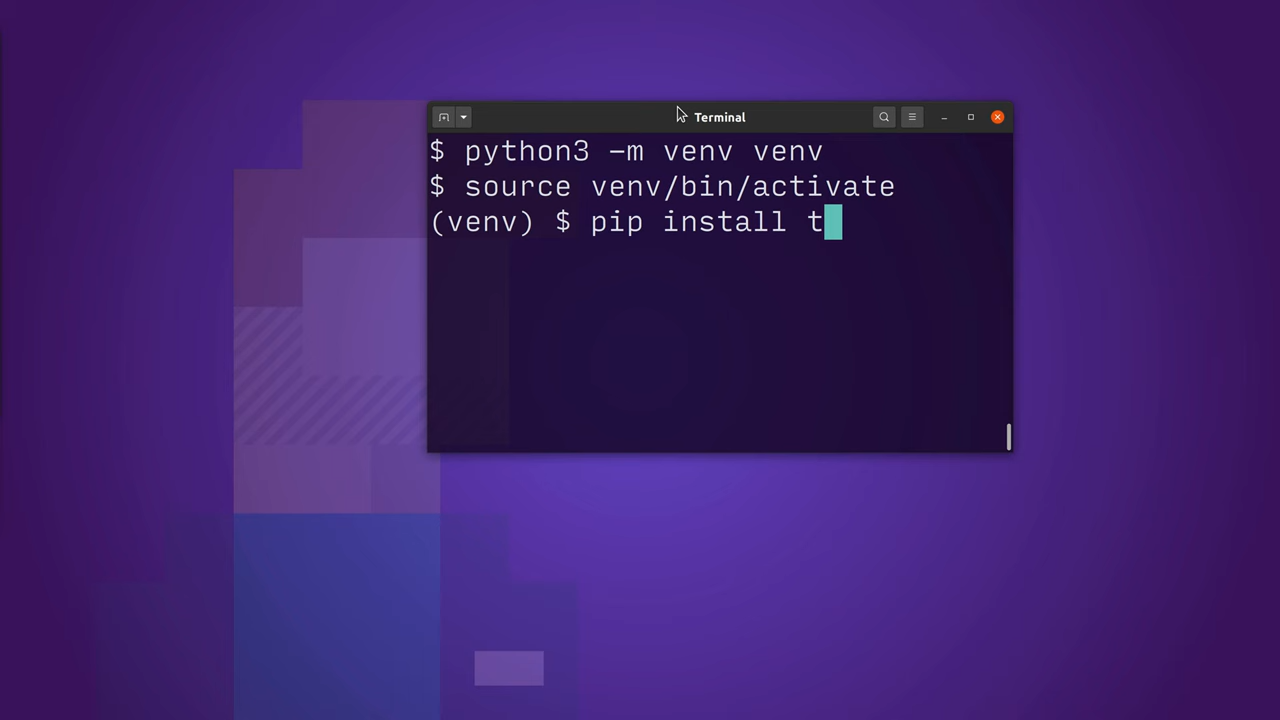 Terminal
$ python3 -m venv venv
$ source venv/bin/activate
(venv) $ pip install t